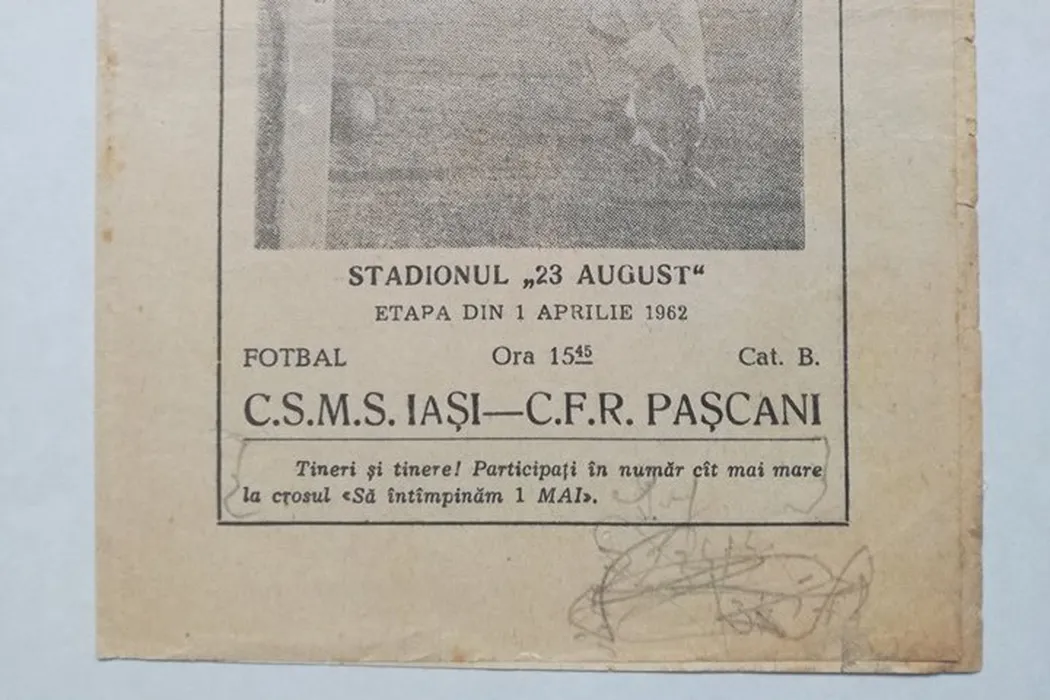 STADIONUL „23 AUGUST“
ETAPA DIN 1 APRILIE 1962
FOTBAL Ora 15⁴⁵ Cat. B.
C.S.M.S. IAȘI—C.F.R. PAȘCANI
Tineri și tinere! Participați în număr cît mai mare
la crosul «Să întîmpinăm 1 MAI».